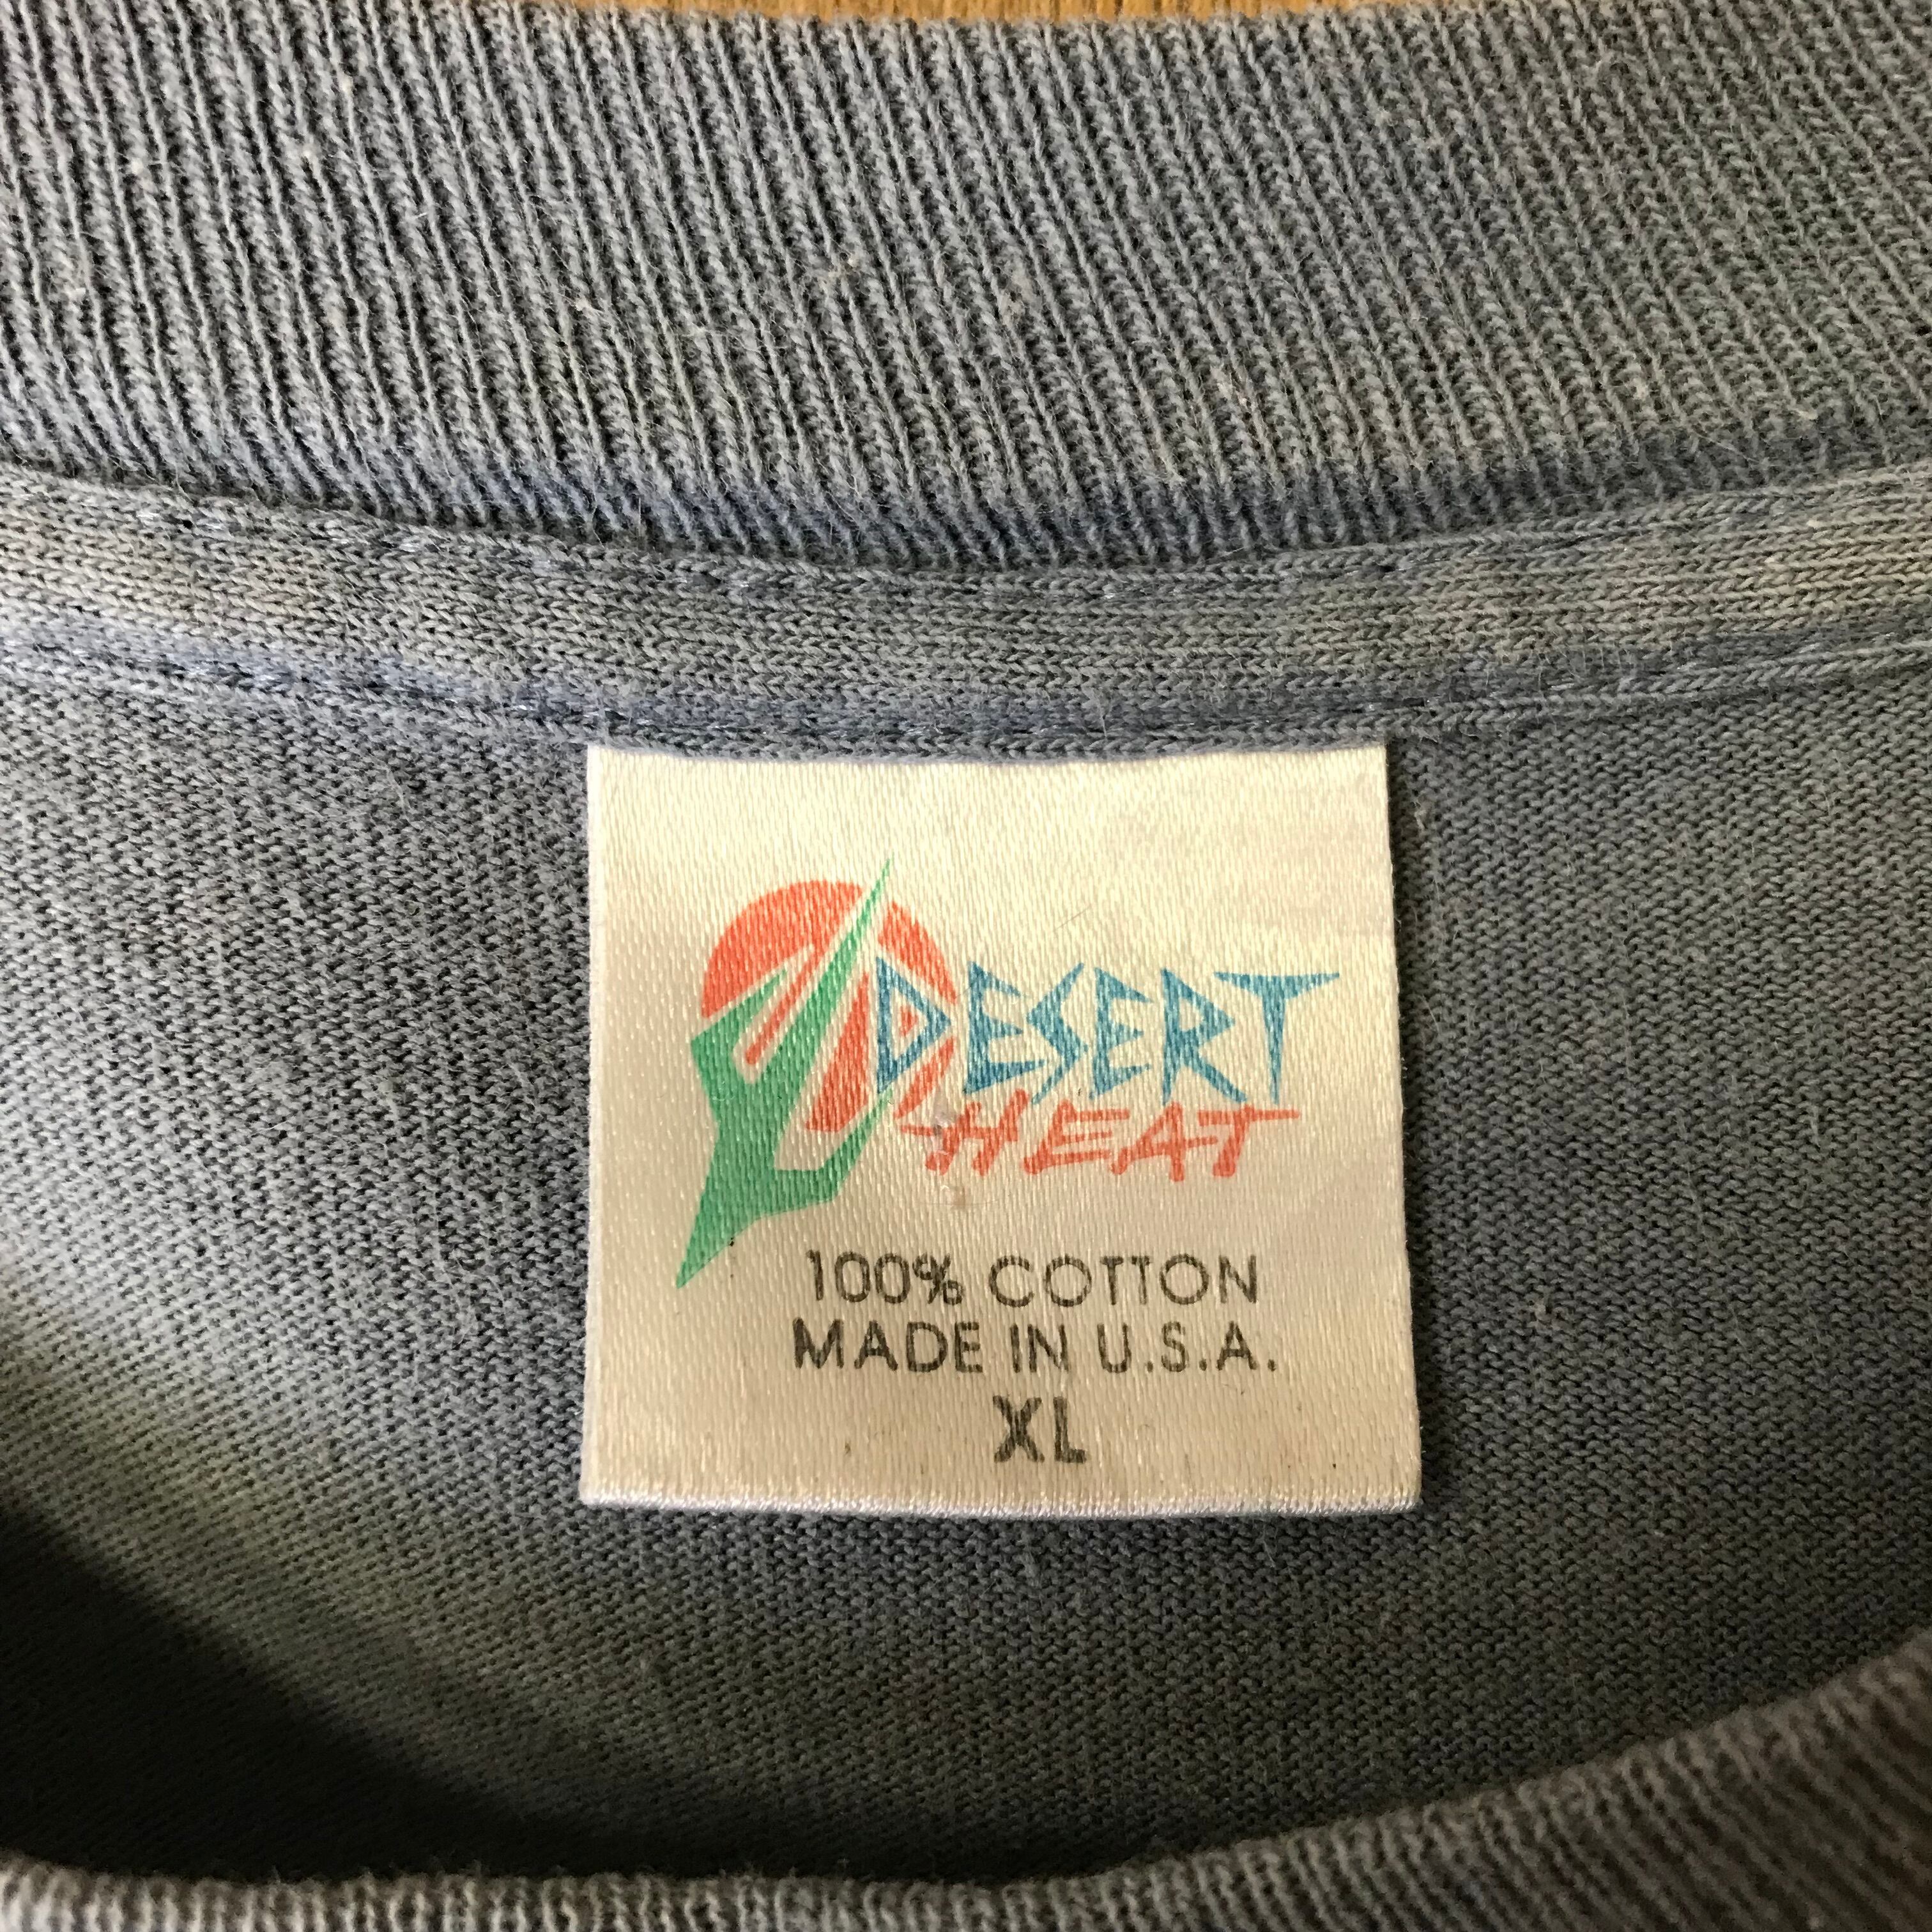 DESERT
HEAT
100% COTTON
MADE IN U.S.A.
XL